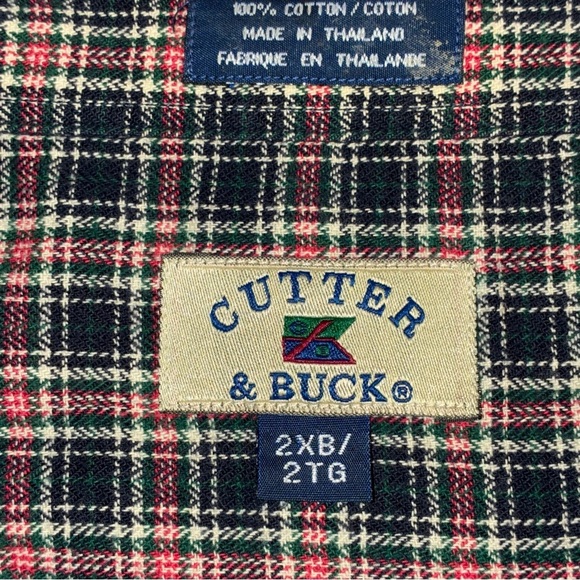 100% COTTON / COTON
MADE IN THAILAND
FABRIQUE EN THAILANDE
CUTTER
& BUCK®
2XB/
2TG